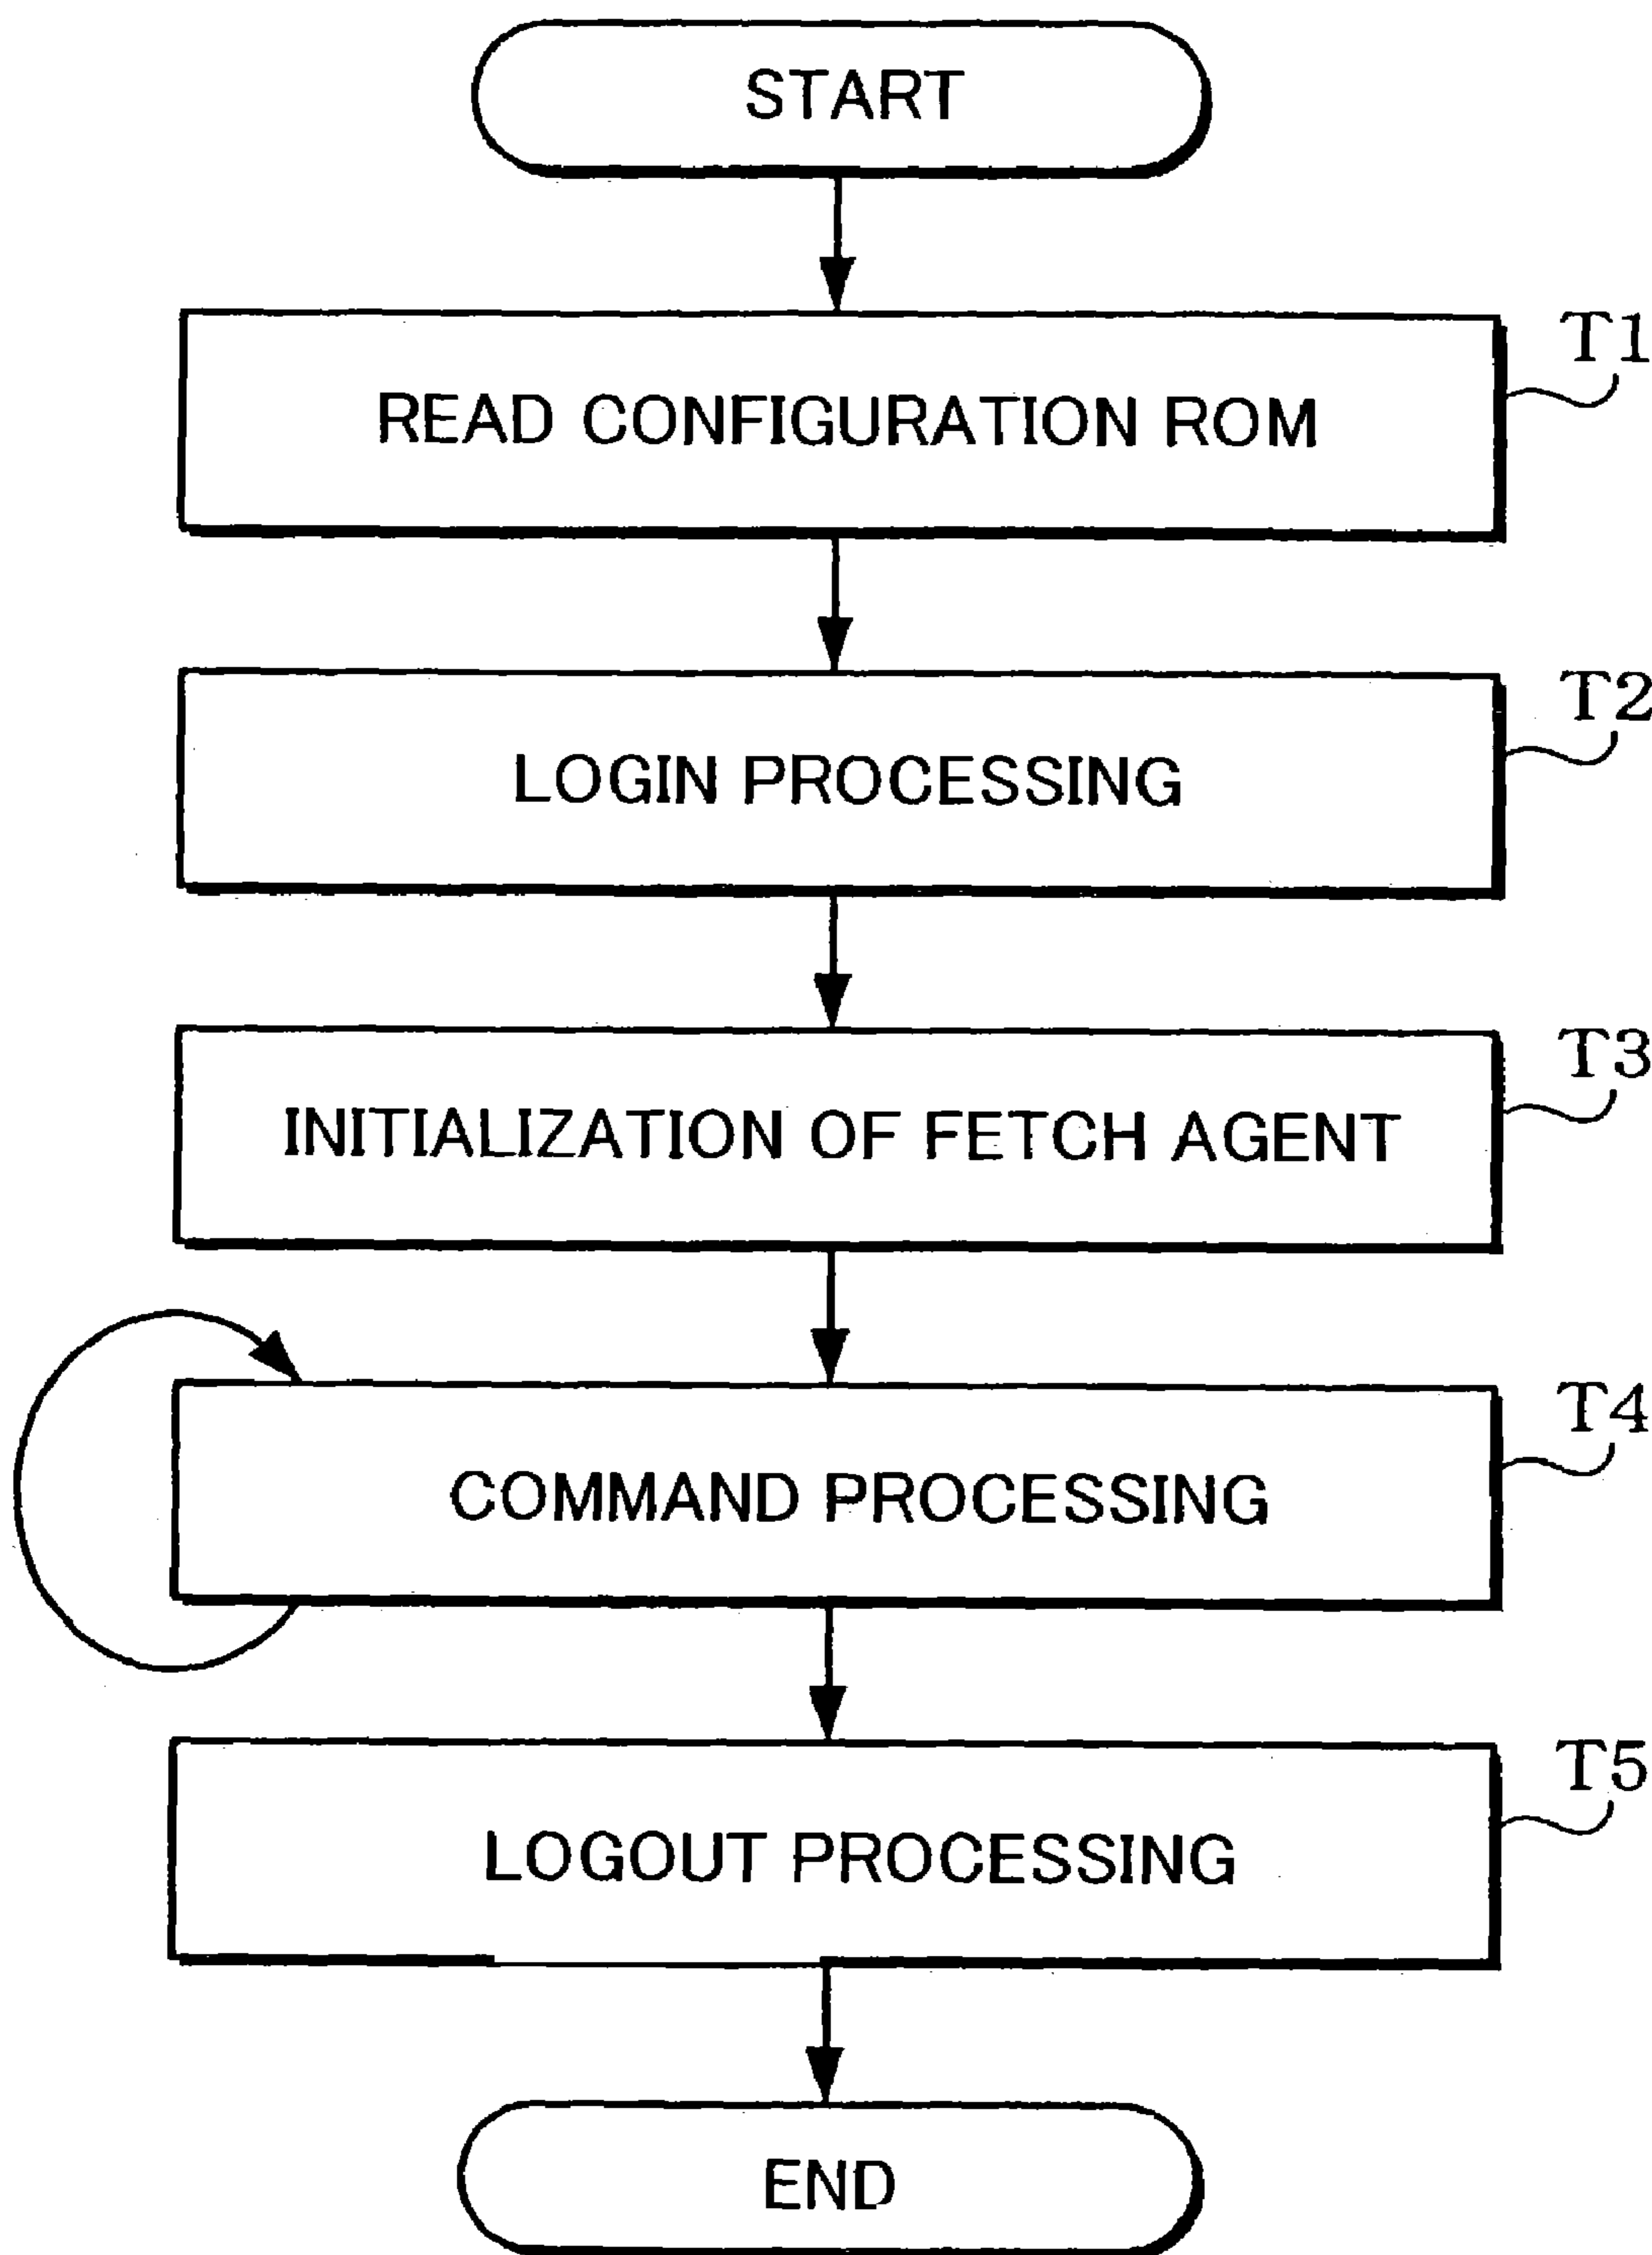 START
READ CONFIGURATION ROM
T1
LOGIN PROCESSING
T2
INITIALIZATION OF FETCH AGENT
T3
COMMAND PROCESSING
T4
LOGOUT PROCESSING
T5
END